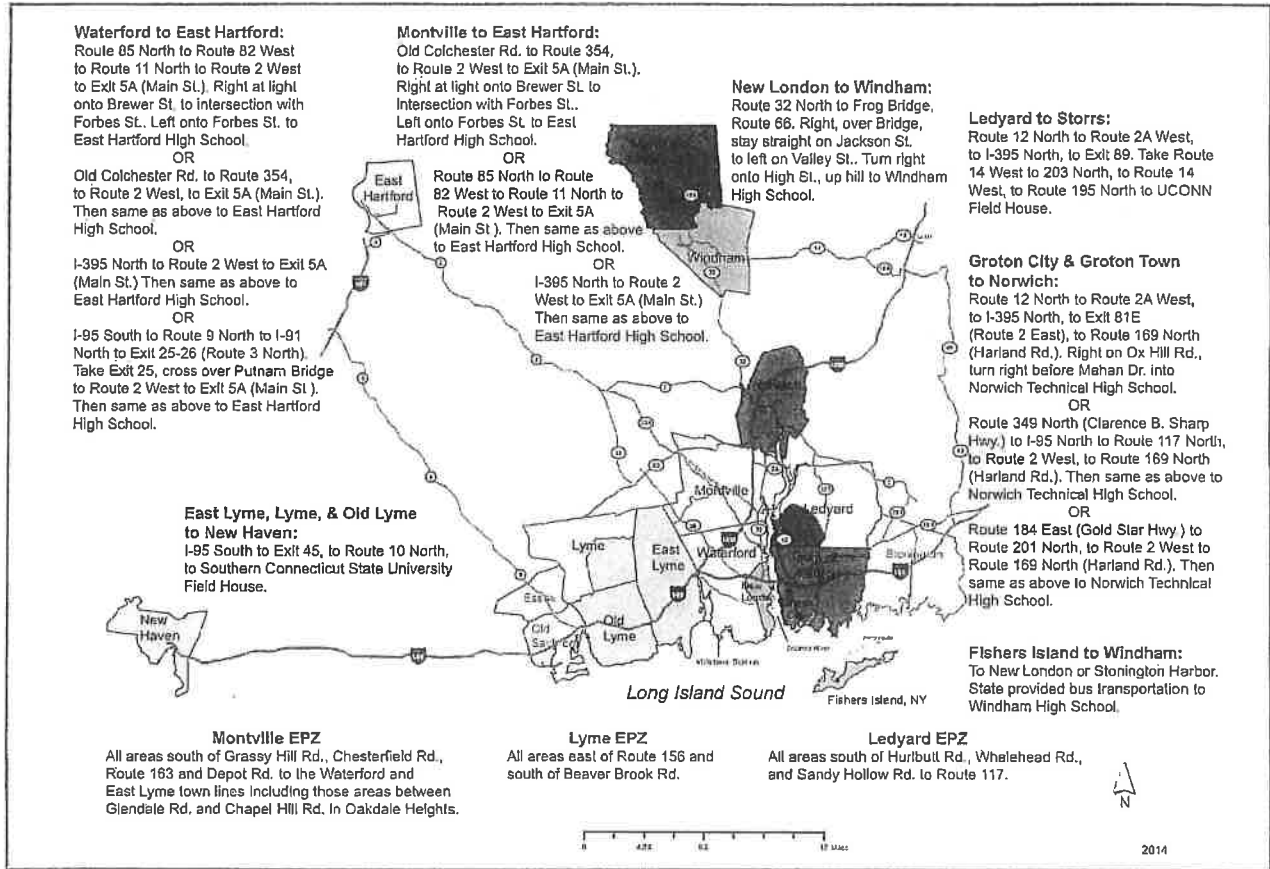 Waterford to East Hartford:
Route 85 North to Route 82 West
to Route 11 North to Route 2 West
to Exit 5A (Main St.). Right at light
onto Brewer St. to intersection with
Forbes St.. Left onto Forbes St. to
East Hartford High School.
OR
Old Colchester Rd. to Route 354,
to Route 2 West, to Exit 5A (Main St.).
Then same as above to East Hartford
High School.
OR
I-395 North to Route 2 West to Exit 5A
(Main St.) Then same as above to
East Hartford High School.
OR
I-95 South to Route 9 North to I-91
North to Exit 25-26 (Route 3 North).
Take Exit 25, cross over Putnam Bridge
to Route 2 West to Exit 5A (Main St ).
Then same as above to East Hartford
High School.
Montville to East Hartford:
Old Colchester Rd. to Route 354,
to Route 2 West to Exit 5A (Main St.).
Right at light onto Brewer St. to
Intersection with Forbes St..
Left onto Forbes St. to East
Hartford High School.
OR
Route 85 North to Route
82 West to Route 11 North to
Route 2 West to Exit 5A
(Main St ). Then same as above
to East Hartford High School.
OR
I-395 North to Route 2
West to Exit 5A (Main St.)
Then same as above to
East Hartford High School.
New London to Windham:
Route 32 North to Frog Bridge,
Route 66. Right, over Bridge,
stay straight on Jackson St.
to left on Valley St.. Turn right
onto High St., up hill to Windham
High School.
Ledyard to Storrs:
Route 12 North to Route 2A West,
to I-395 North, to Exit 89. Take Route
14 West to 203 North, to Route 14
West, to Route 195 North to UCONN
Field House.
Groton City & Groton Town
to Norwich:
Route 12 North to Route 2A West,
to I-395 North, to Exit 81E
(Route 2 East), to Route 169 North
(Harland Rd.). Right on Ox Hill Rd.,
turn right before Mahan Dr. into
Norwich Technical High School.
OR
Route 349 North (Clarence B. Sharp
Hwy.) to I-95 North to Route 117 North,
to Route 2 West, to Route 169 North
(Harland Rd.). Then same as above to
Norwich Technical High School.
OR
Route 184 East (Gold Star Hwy.) to
Route 201 North, to Route 2 West to
Route 169 North (Harland Rd.). Then
same as above to Norwich Technical
High School.
Fishers Island to Windham:
To New London or Stonington Harbor.
State provided bus transportation to
Windham High School.
East Lyme, Lyme, & Old Lyme
to New Haven:
I-95 South to Exit 45, to Route 10 North,
to Southern Connecticut State University
Field House.
East
Hartford
Windham
Montville
Ledyard
Lyme
East
Lyme
Waterford
New
London
Essex
Old
Lyme
New
Haven
Long Island Sound
Fishers Island, NY
Montville EPZ
All areas south of Grassy Hill Rd., Chesterfield Rd.,
Route 163 and Depot Rd. to the Waterford and
East Lyme town lines including those areas between
Glendale Rd. and Chapel Hill Rd. in Oakdale Heights.
Lyme EPZ
All areas east of Route 156 and
south of Beaver Brook Rd.
Ledyard EPZ
All areas south of Hurlbutt Rd., Whalehead Rd.,
and Sandy Hollow Rd. to Route 117.
N
2014